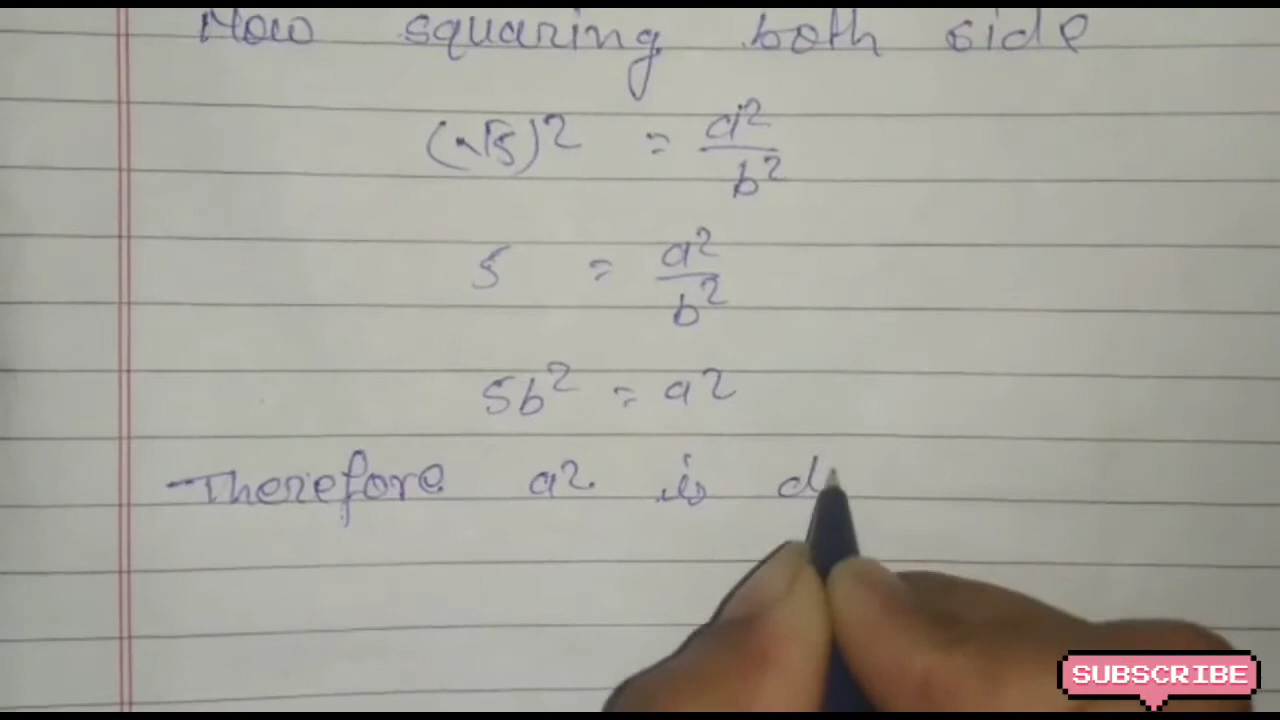 Now squaring both side
(√5)² = a²/b²
5 = a²/b²
5b² = a²
Therefore a2 is d
SUBSCRIBE